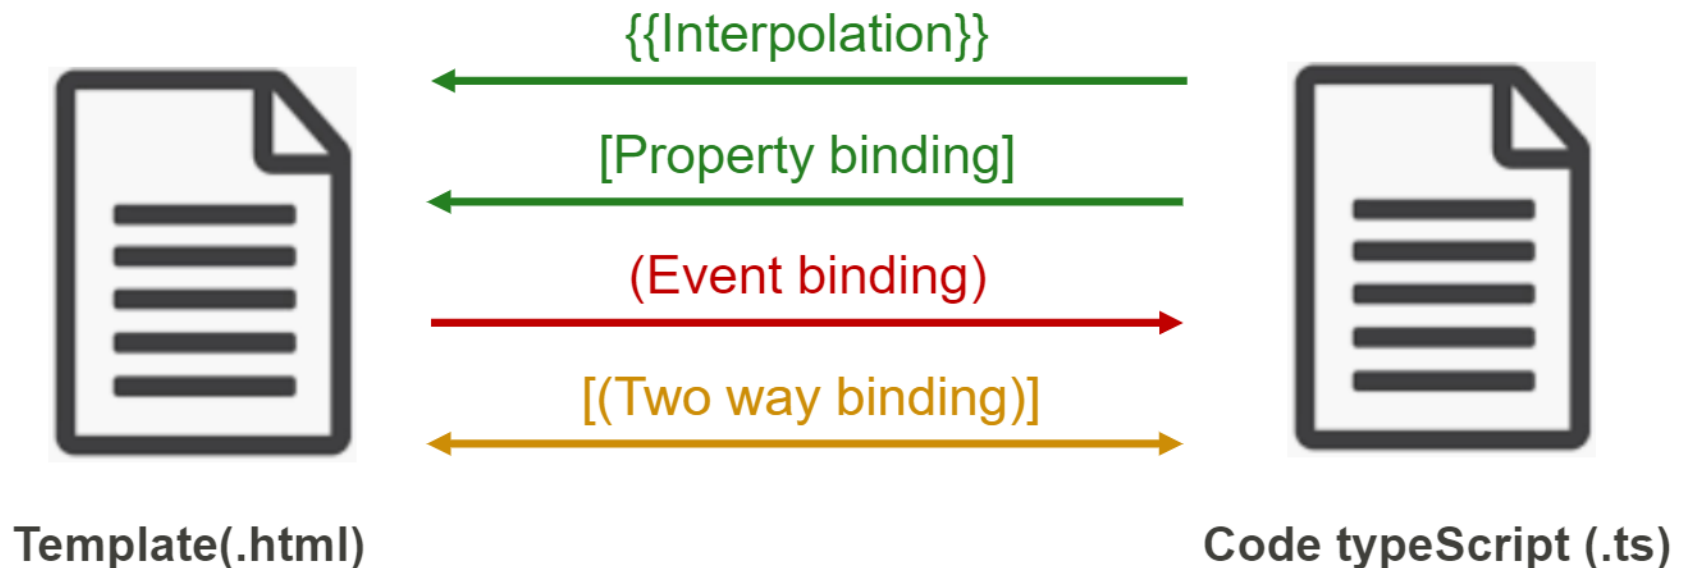 {{Interpolation}}
[Property binding]
(Event binding)
[(Two way binding)]
Template(.html)
Code typeScript (.ts)